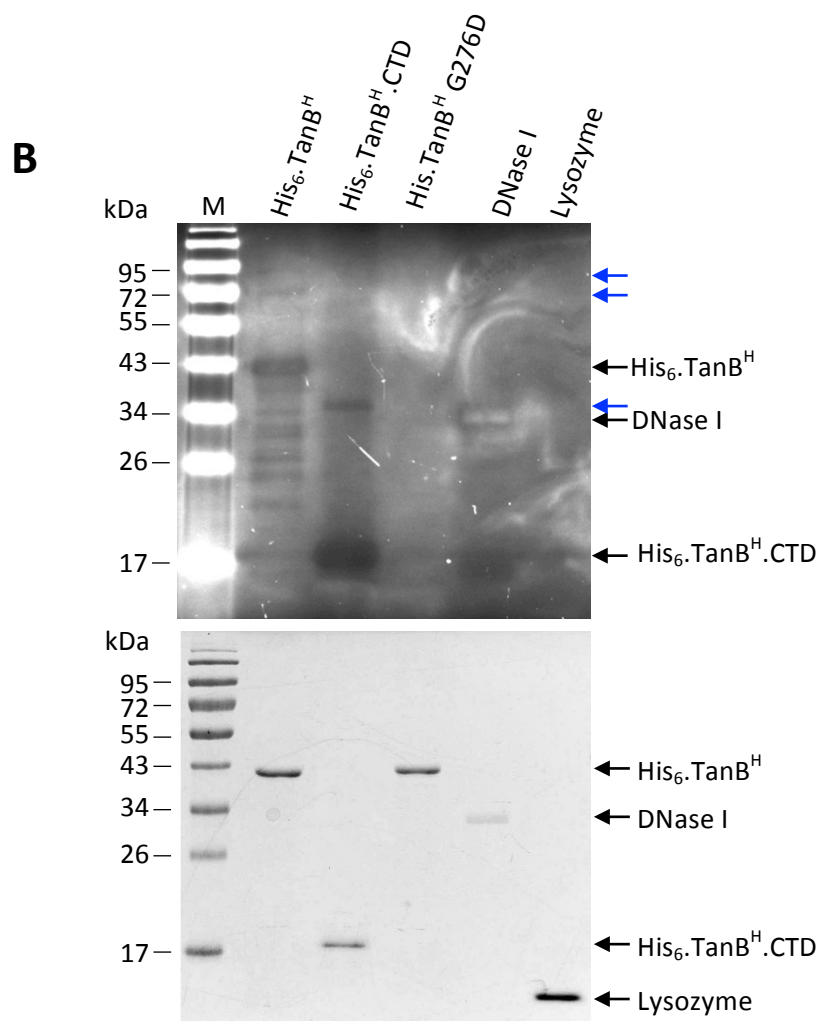 B
kDa
M
His₆.TanBᴴ
His₆.TanBᴴ.CTD
His.TanBᴴ G276D
DNase I
Lysozyme
95
72
55
43
34
26
17
His₆.TanBᴴ
DNase I
His₆.TanBᴴ.CTD
kDa
95
72
55
43
34
26
17
His₆.TanBᴴ
DNase I
His₆.TanBᴴ.CTD
Lysozyme